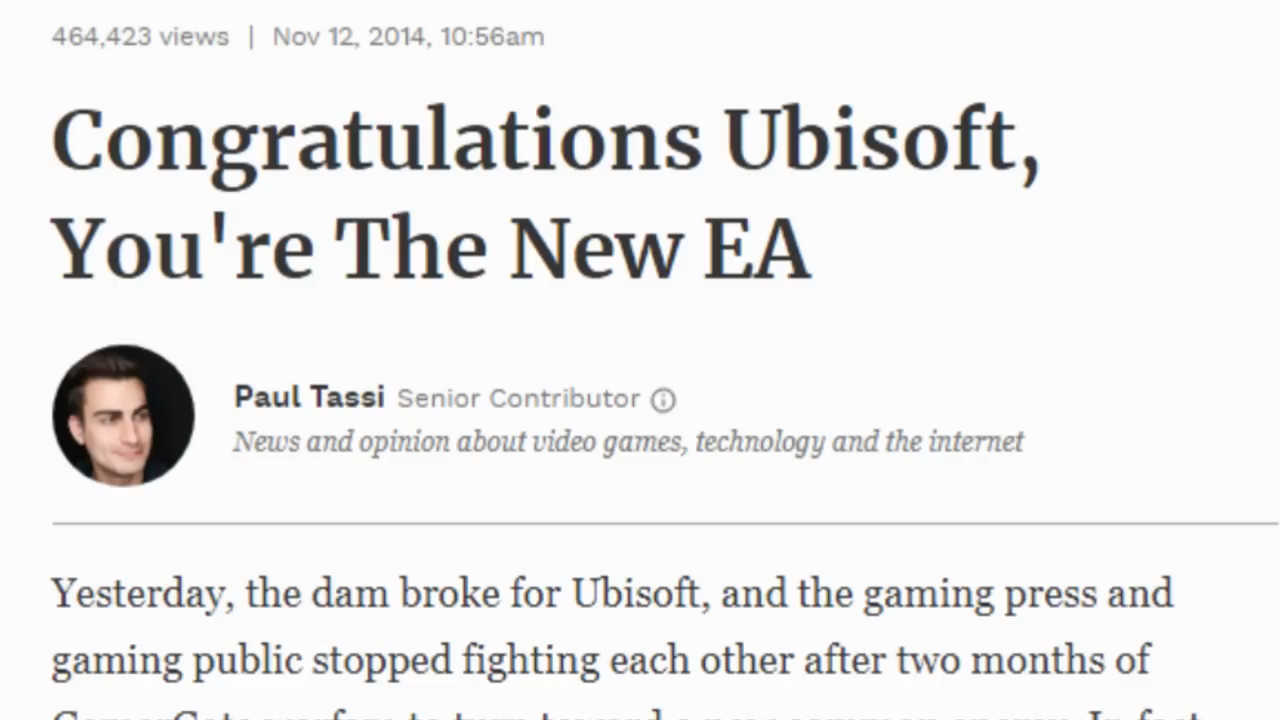 464,423 views | Nov 12, 2014, 10:56am
Congratulations Ubisoft,
You're The New EA
Paul Tassi Senior Contributor
News and opinion about video games, technology and the internet
Yesterday, the dam broke for Ubisoft, and the gaming press and
gaming public stopped fighting each other after two months of